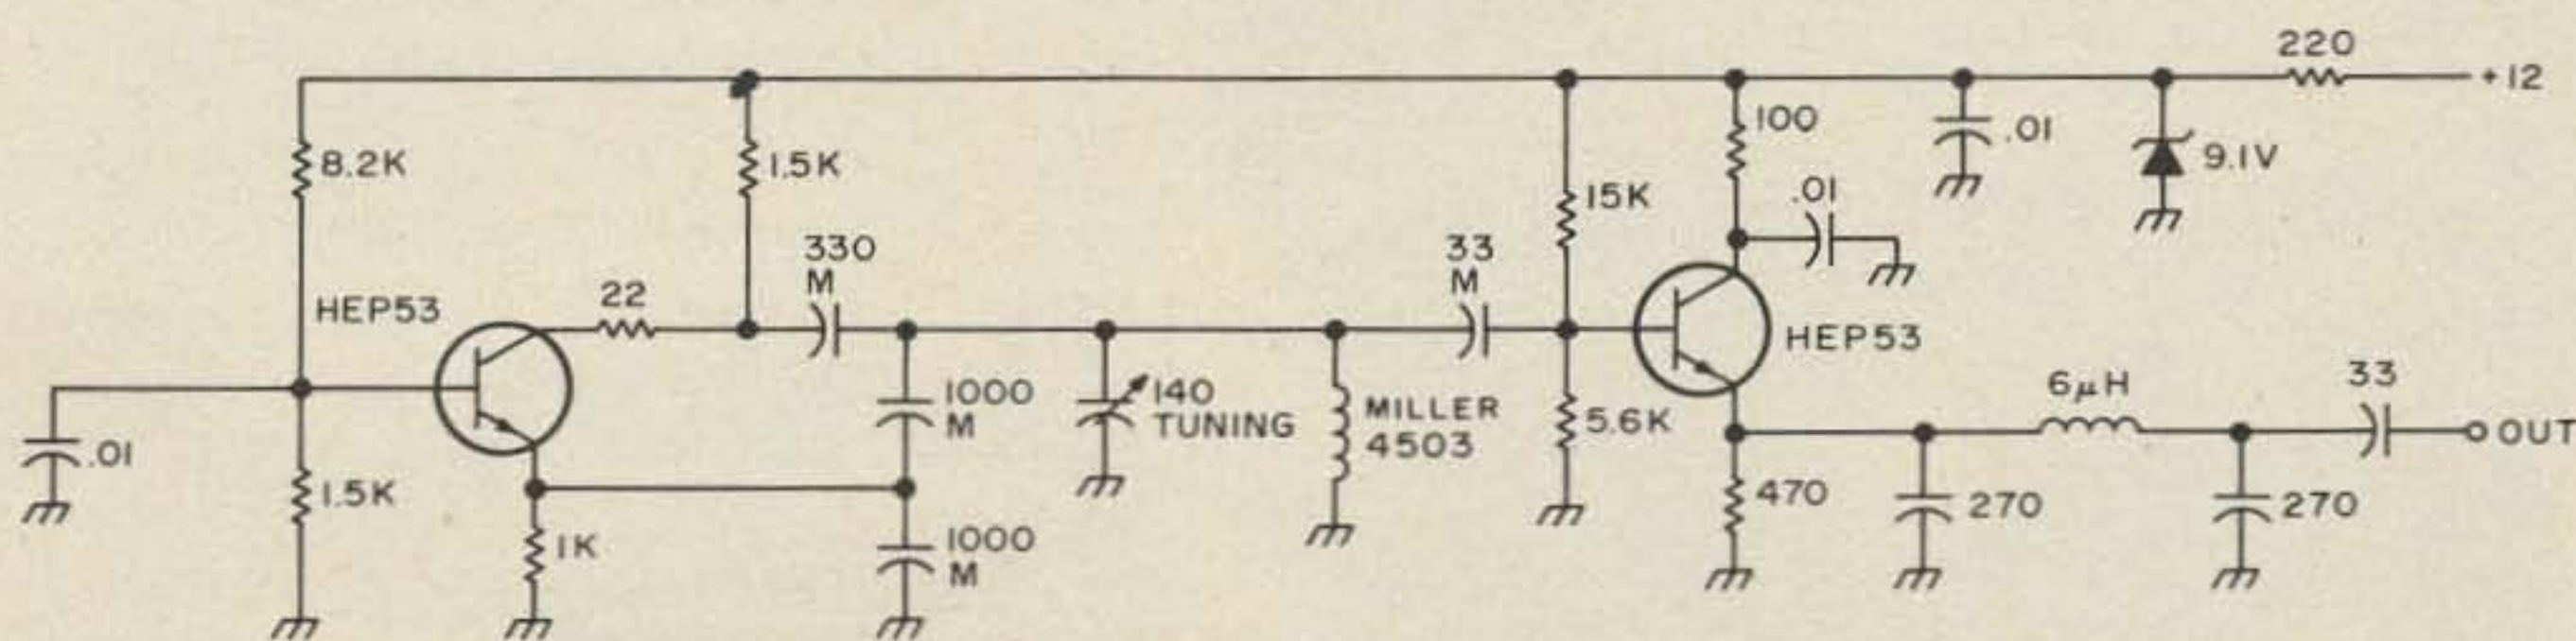 220
+12
100
.01
9.1V
8.2K
1.5K
15K
.01
330
M
33
M
HEP53
22
HEP53
1000
M
140
TUNING
MILLER
4503
5.6K
6μH
33
OUT
.01
1.5K
470
270
270
1K
1000
M